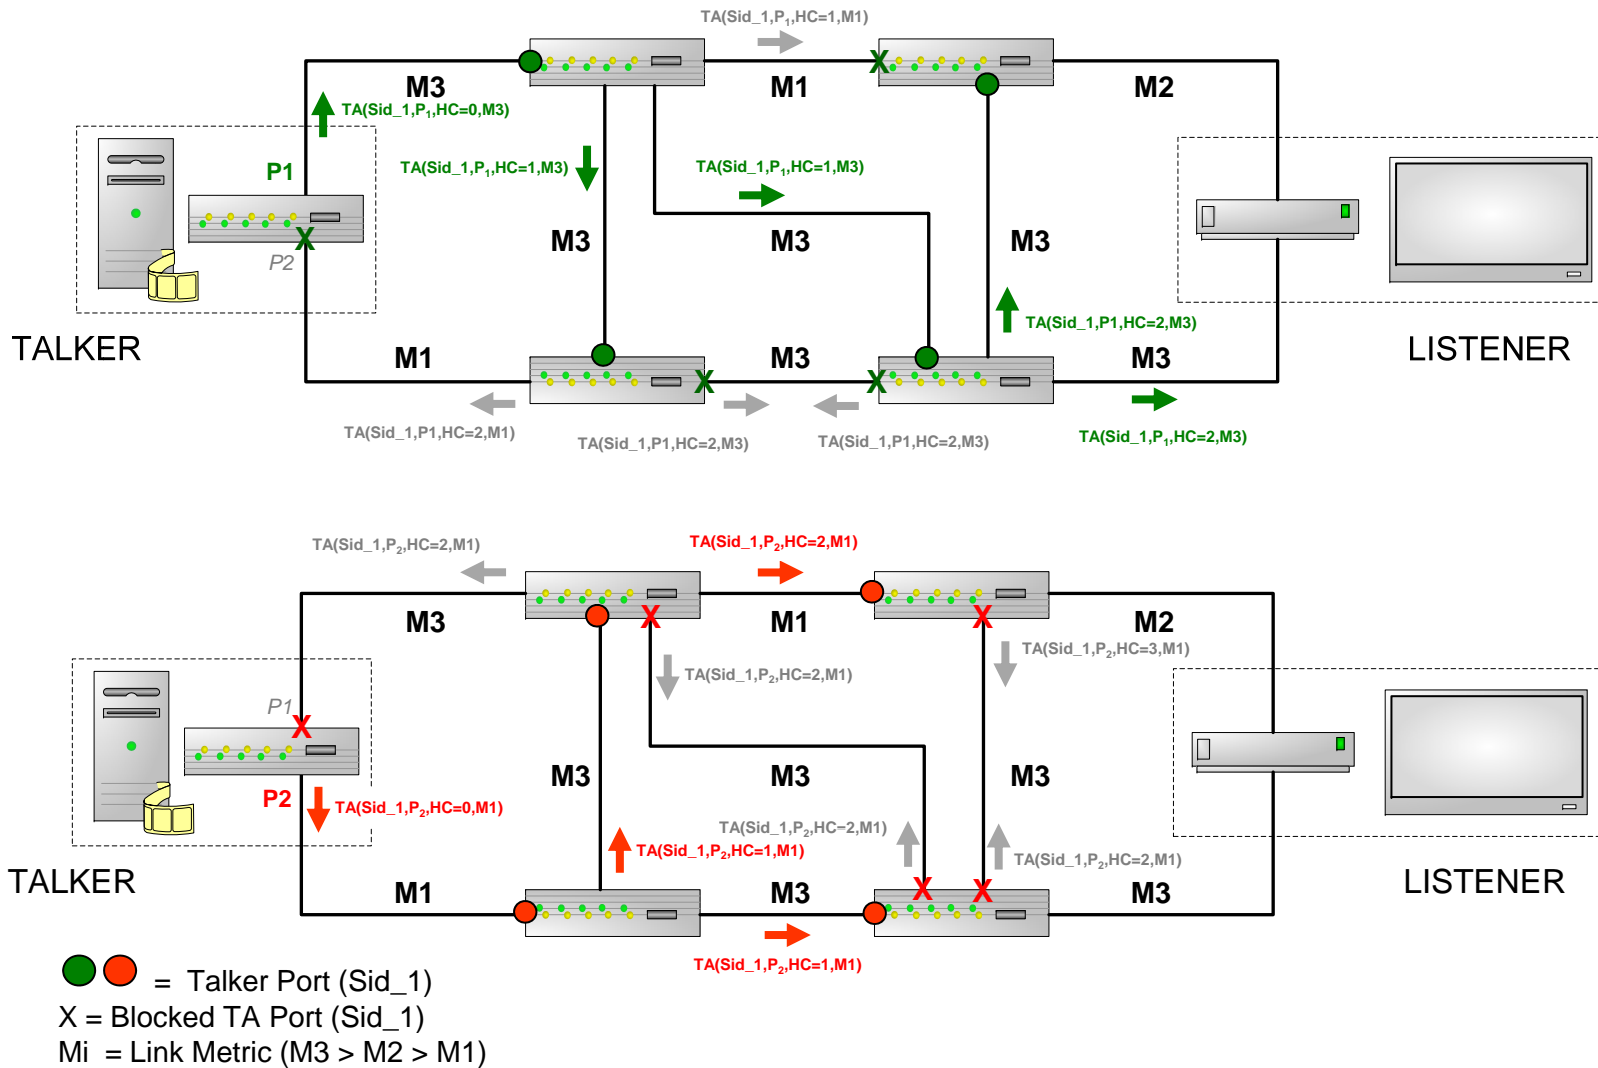 TA(Sid_1,P₁,HC=1,M1)
M3
M1
M2
TA(Sid_1,P₁,HC=0,M3)
TA(Sid_1,P₁,HC=1,M3)
TA(Sid_1,P₁,HC=1,M3)
P1
X
X
P2
M3
M3
M3
TA(Sid_1,P1,HC=2,M3)
TALKER
LISTENER
M1
M3
M3
X
X
TA(Sid_1,P1,HC=2,M1)
TA(Sid_1,P1,HC=2,M3)
TA(Sid_1,P1,HC=2,M3)
TA(Sid_1,P₁,HC=2,M3)
TA(Sid_1,P₂,HC=2,M1)
TA(Sid_1,P₂,HC=2,M1)
M3
M1
M2
X
X
TA(Sid_1,P₂,HC=2,M1)
TA(Sid_1,P₂,HC=3,M1)
P1
X
M3
M3
M3
P2
TA(Sid_1,P₂,HC=0,M1)
TA(Sid_1,P₂,HC=1,M1)
TA(Sid_1,P₂,HC=2,M1)
TA(Sid_1,P₂,HC=2,M1)
TALKER
LISTENER
M1
M3
M3
X
X
TA(Sid_1,P₂,HC=1,M1)
= Talker Port (Sid_1)
X = Blocked TA Port (Sid_1)
Mi = Link Metric (M3 > M2 > M1)